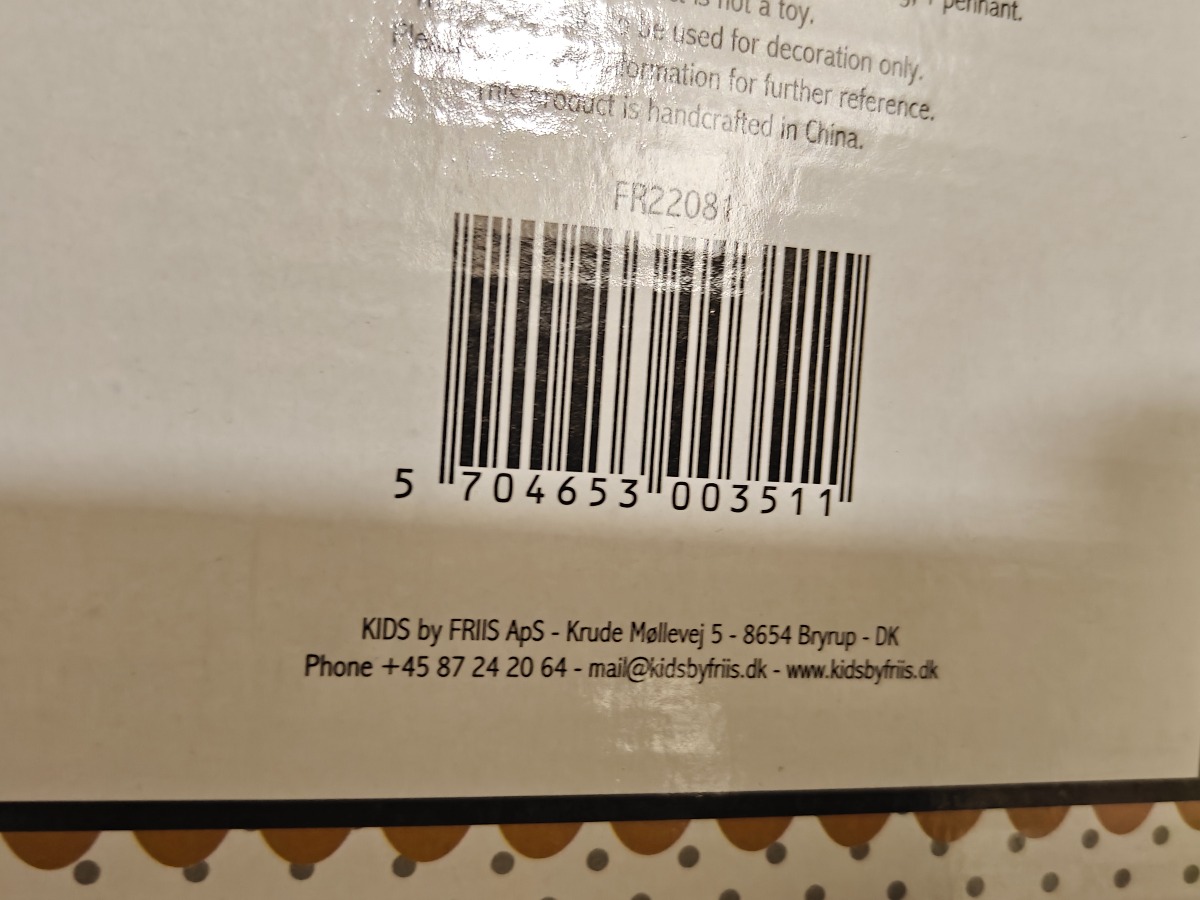 pennant.
is not a toy.
be used for decoration only.
information for further reference.
This product is handcrafted in China.
FR22081
5 704653 003511
KIDS by FRIIS ApS - Krude Møllevej 5 - 8654 Bryrup - DK
Phone +45 87 24 20 64 - mail@kidsbyfriis.dk - www.kidsbyfriis.dk